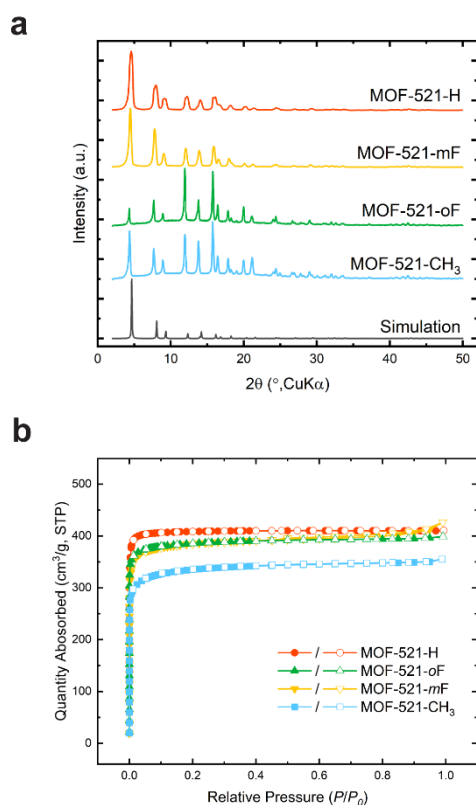 a
MOF-521-H
MOF-521-mF
MOF-521-oF
MOF-521-CH₃
Simulation
Intensity (a.u.)
0 10 20 30 40 50
2θ (°,CuKα)
b
500
400
300
200
100
0
Quantity Abosorbed (cm³/g, STP)
/ MOF-521-H
/ MOF-521-oF
/ MOF-521-mF
/ MOF-521-CH₃
0.0 0.2 0.4 0.6 0.8 1.0
Relative Pressure (P/P₀)